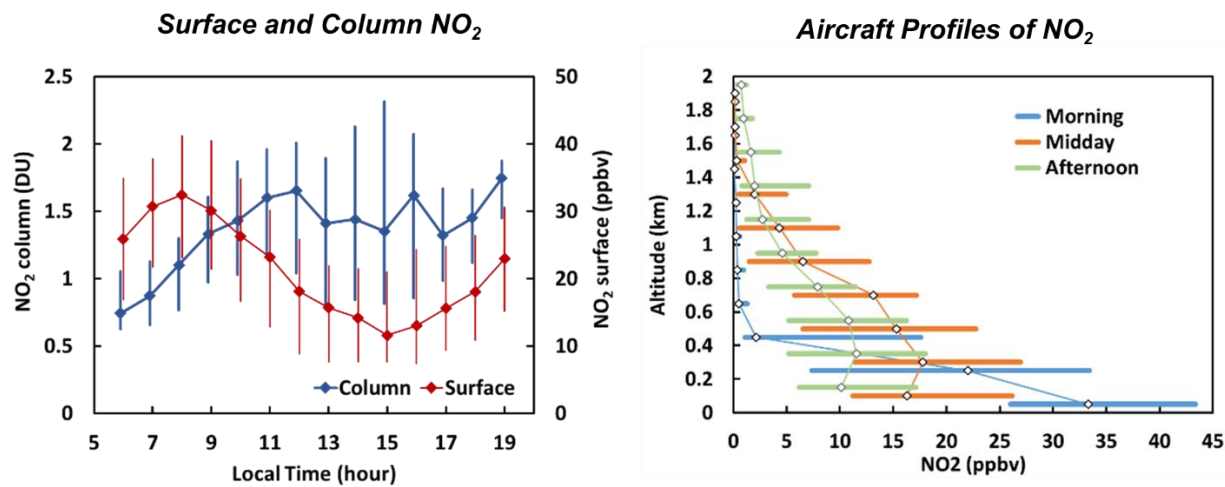 Surface and Column NO2
NO2 column (DU)
2.5
2
1.5
1
0.5
0
50
40
30
20
10
0
NO2 surface (ppbv)
Column
Surface
5 7 9 11 13 15 17 19
Local Time (hour)
Aircraft Profiles of NO2
Altitude (km)
2
1.8
1.6
1.4
1.2
1
0.8
0.6
0.4
0.2
0
Morning
Midday
Afternoon
0 5 10 15 20 25 30 35 40 45
NO2 (ppbv)